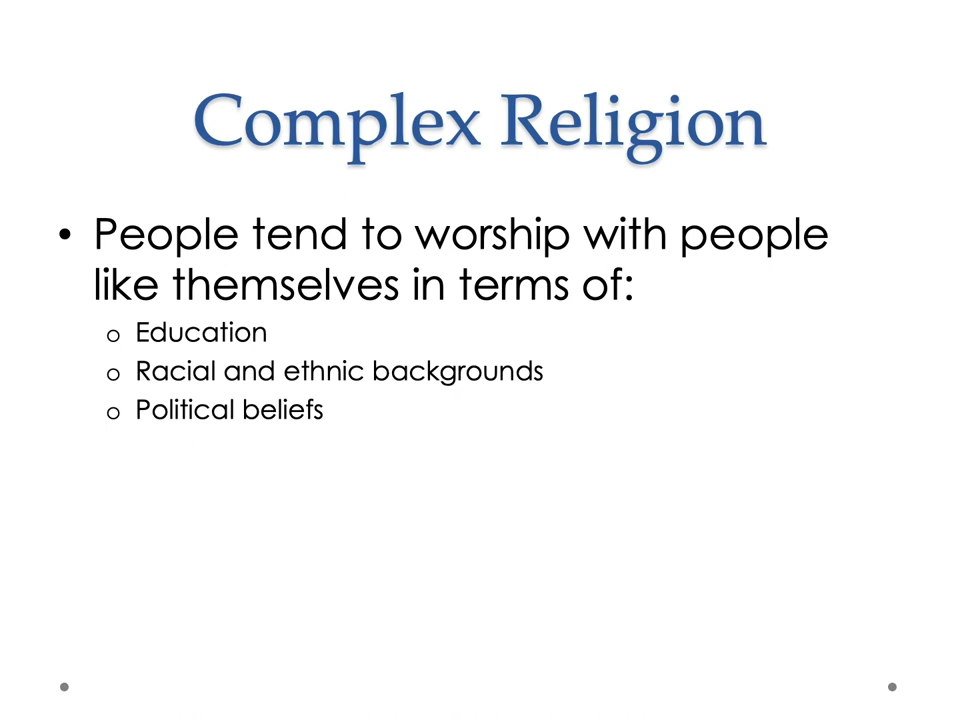 Complex Religion
• People tend to worship with people
like themselves in terms of:
o Education
o Racial and ethnic backgrounds
o Political beliefs